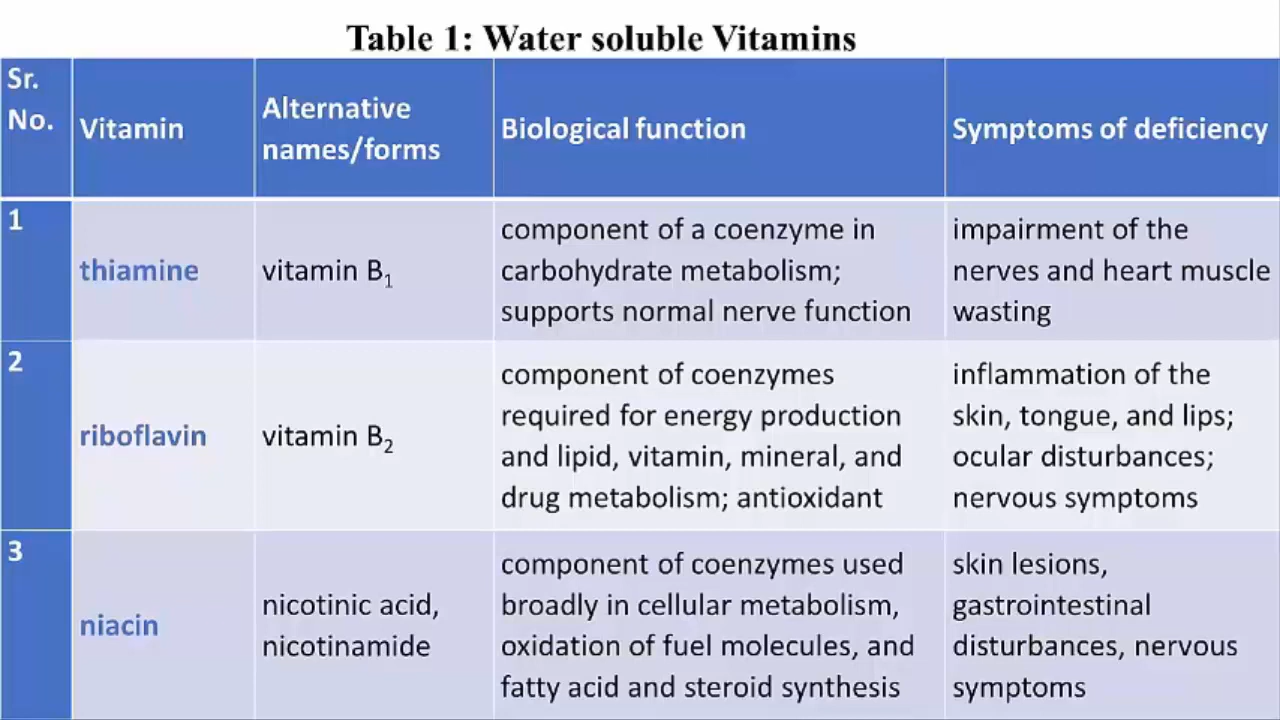 Table 1: Water soluble Vitamins
Sr.
No.
Vitamin
Alternative
names/forms
Biological function
Symptoms of deficiency
1
thiamine
vitamin B₁
component of a coenzyme in
carbohydrate metabolism;
supports normal nerve function
impairment of the
nerves and heart muscle
wasting
2
riboflavin
vitamin B₂
component of coenzymes
required for energy production
and lipid, vitamin, mineral, and
drug metabolism; antioxidant
inflammation of the
skin, tongue, and lips;
ocular disturbances;
nervous symptoms
3
niacin
nicotinic acid,
nicotinamide
component of coenzymes used
broadly in cellular metabolism,
oxidation of fuel molecules, and
fatty acid and steroid synthesis
skin lesions,
gastrointestinal
disturbances, nervous
symptoms